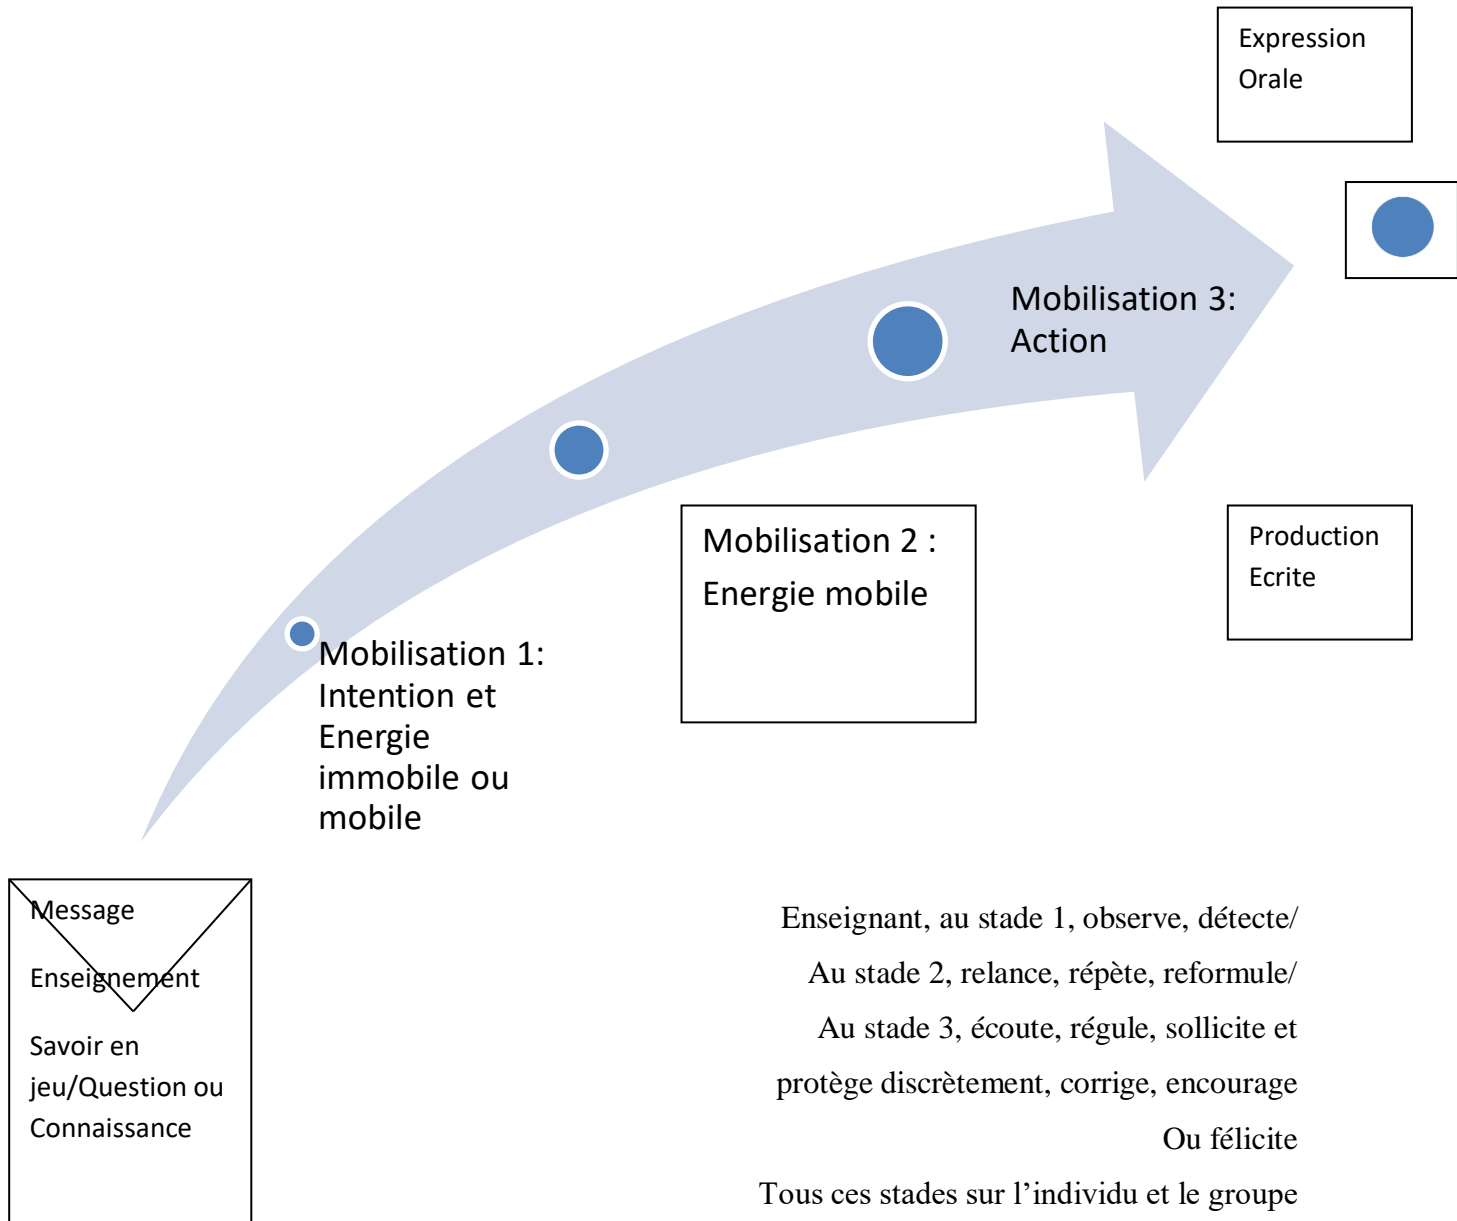 Expression
Orale
Mobilisation 3:
Action
Mobilisation 2 :
Energie mobile
Production
Ecrite
Mobilisation 1:
Intention et
Energie
immobile ou
mobile
Message
Enseignement
Savoir en
jeu/Question ou
Connaissance
Enseignant, au stade 1, observe, détecte/
Au stade 2, relance, répète, reformule/
Au stade 3, écoute, régule, sollicite et
protège discrètement, corrige, encourage
Ou félicite
Tous ces stades sur l’individu et le groupe